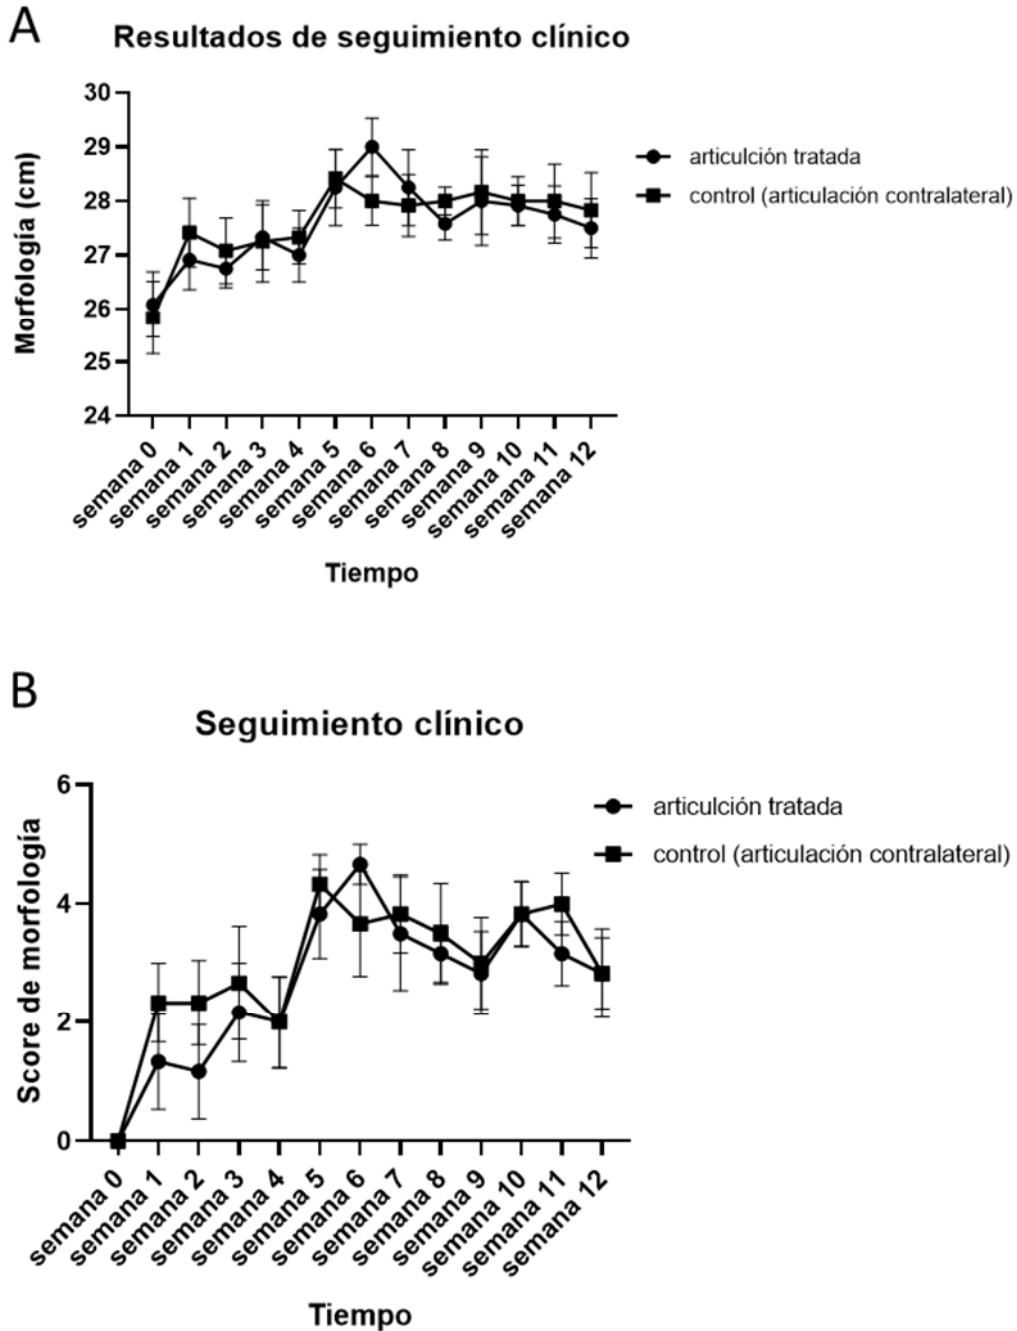 A
Resultados de seguimiento clínico
30
29
28
27
26
25
24
Morfología (cm)
articulción tratada
control (articulación contralateral)
semana 0
semana 1
semana 2
semana 3
semana 4
semana 5
semana 6
semana 7
semana 8
semana 9
semana 10
semana 11
semana 12
Tiempo
B
Seguimiento clínico
6
4
2
0
Score de morfología
articulción tratada
control (articulación contralateral)
semana 0
semana 1
semana 2
semana 3
semana 4
semana 5
semana 6
semana 7
semana 8
semana 9
semana 10
semana 11
semana 12
Tiempo